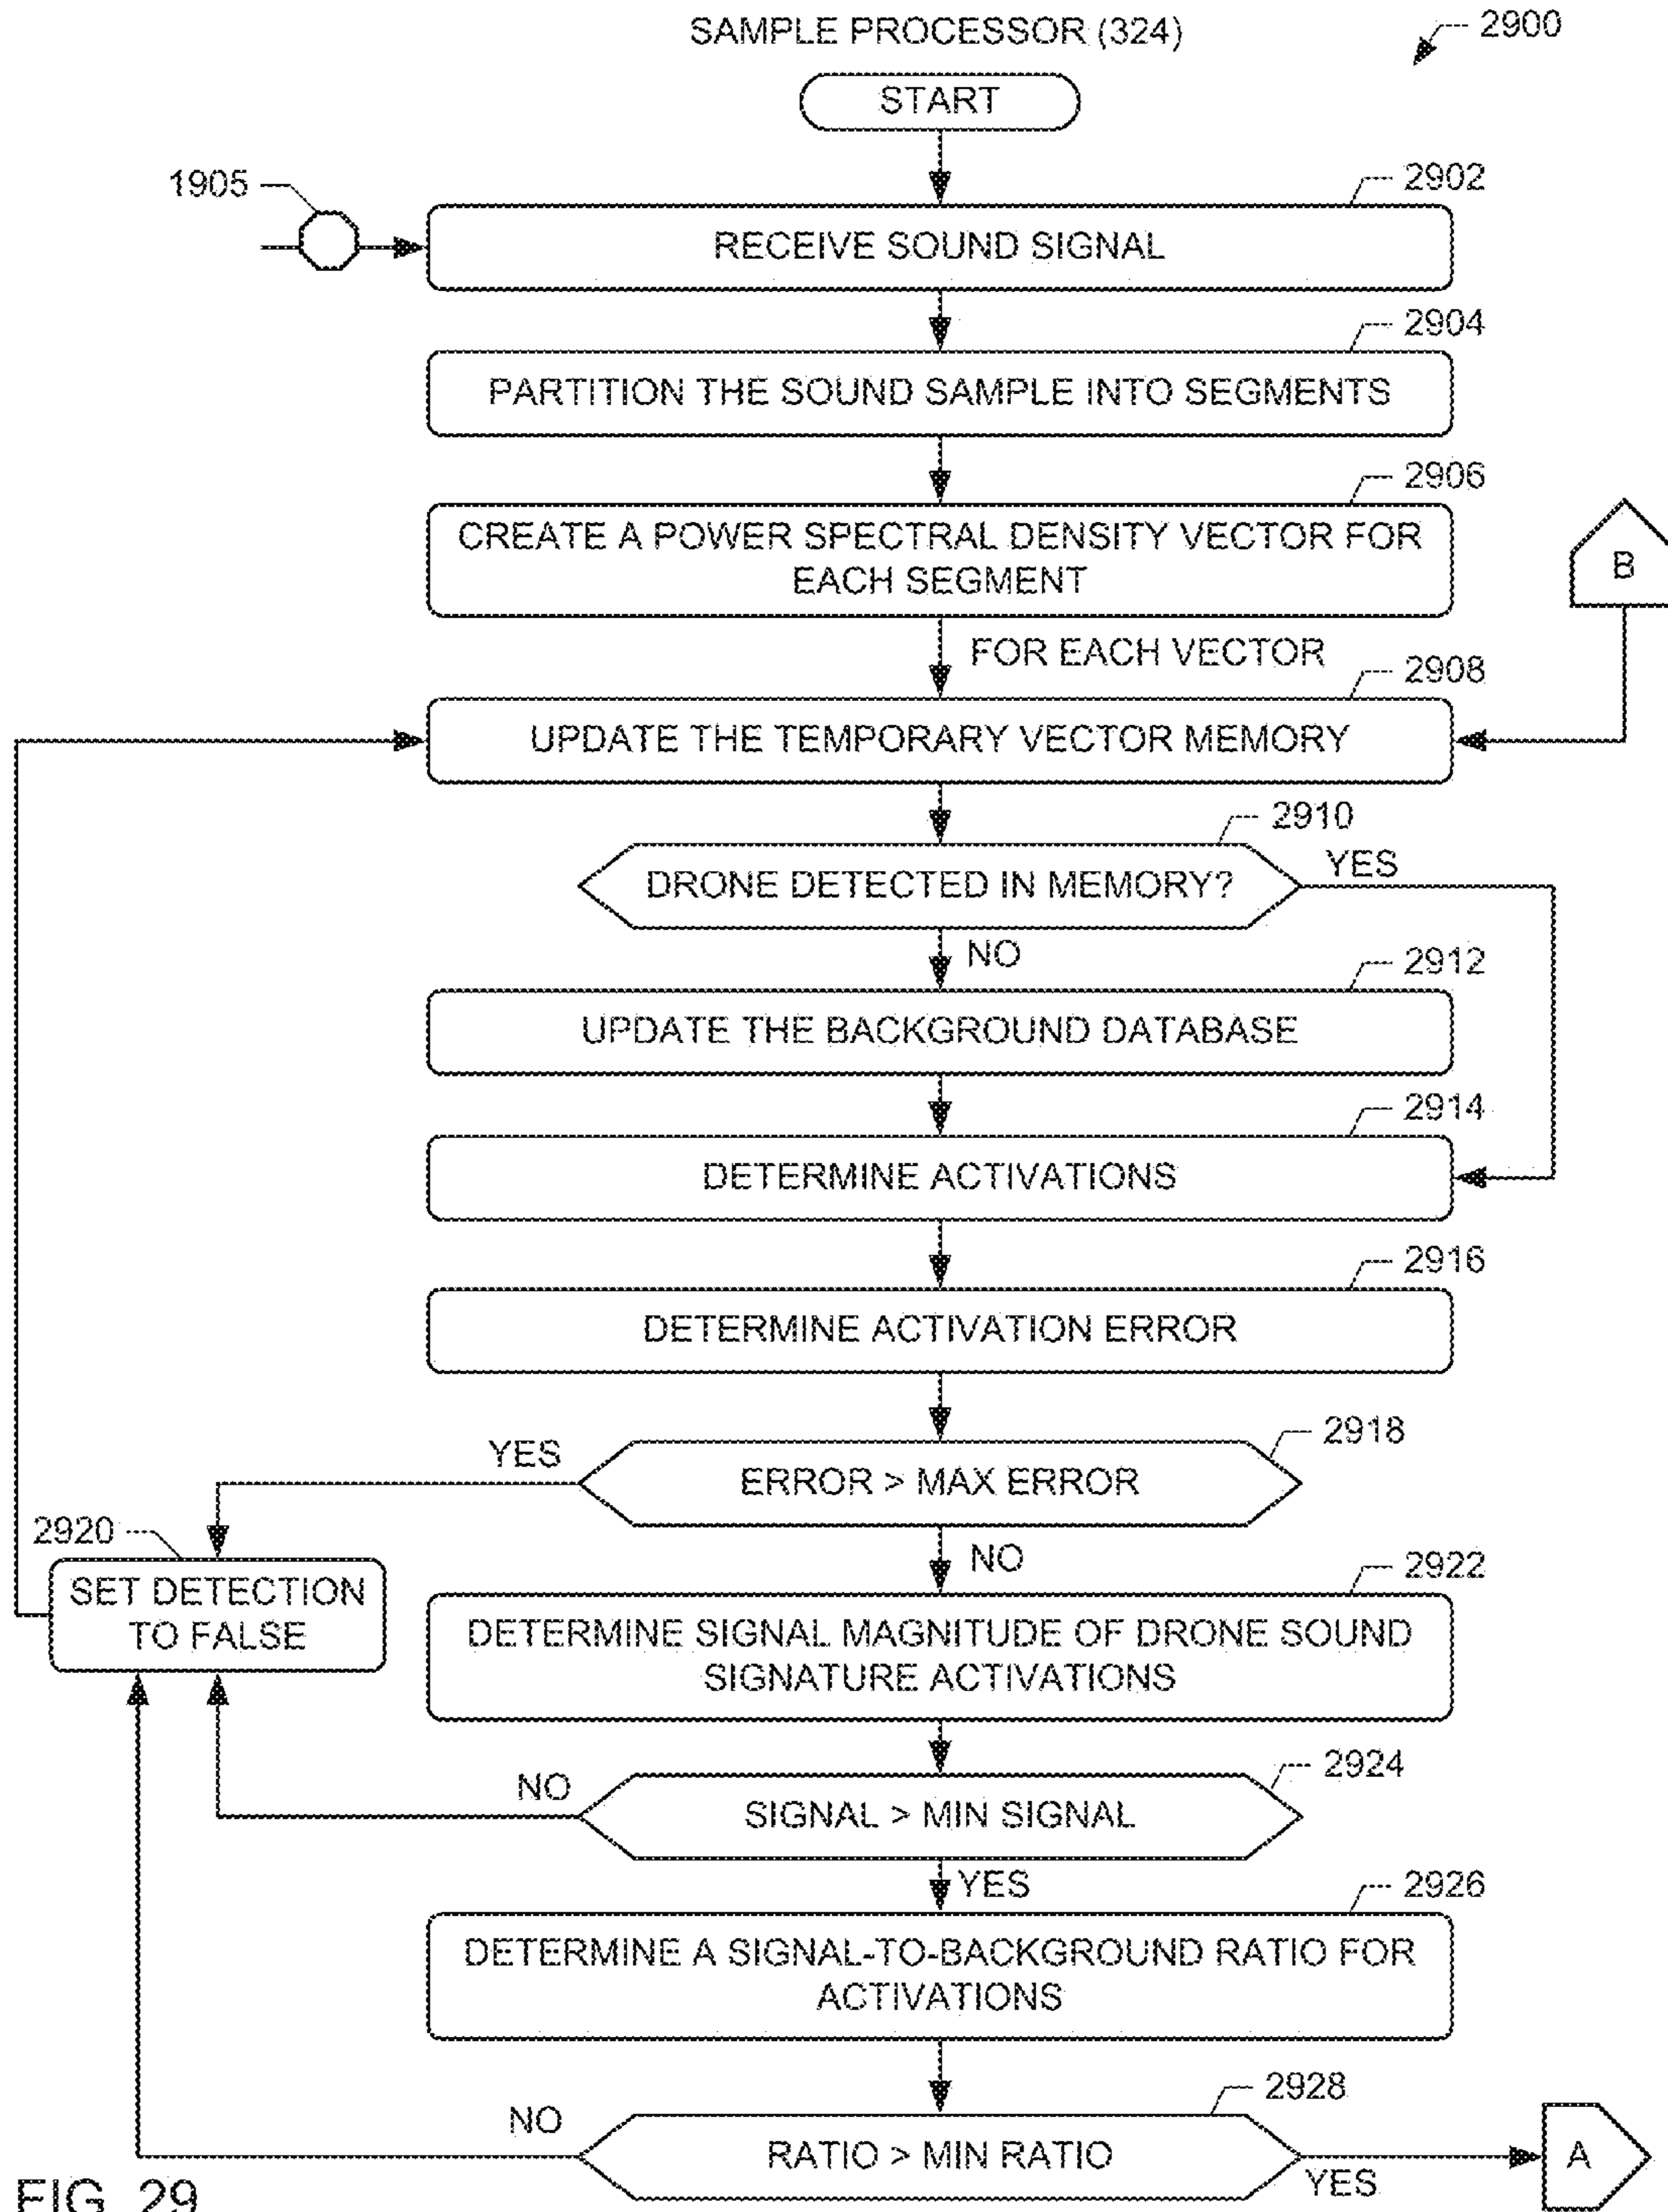 SAMPLE PROCESSOR (324)
2900
START
1905
2902
RECEIVE SOUND SIGNAL
2904
PARTITION THE SOUND SAMPLE INTO SEGMENTS
2906
CREATE A POWER SPECTRAL DENSITY VECTOR FOR
EACH SEGMENT
B
FOR EACH VECTOR
2908
UPDATE THE TEMPORARY VECTOR MEMORY
2910
DRONE DETECTED IN MEMORY?
YES
NO
2912
UPDATE THE BACKGROUND DATABASE
2914
DETERMINE ACTIVATIONS
2916
DETERMINE ACTIVATION ERROR
2918
YES
ERROR > MAX ERROR
2920
NO
SET DETECTION
TO FALSE
2922
DETERMINE SIGNAL MAGNITUDE OF DRONE SOUND
SIGNATURE ACTIVATIONS
2924
NO
SIGNAL > MIN SIGNAL
YES
2926
DETERMINE A SIGNAL-TO-BACKGROUND RATIO FOR
ACTIVATIONS
2928
NO
RATIO > MIN RATIO
YES
A
FIG. 29